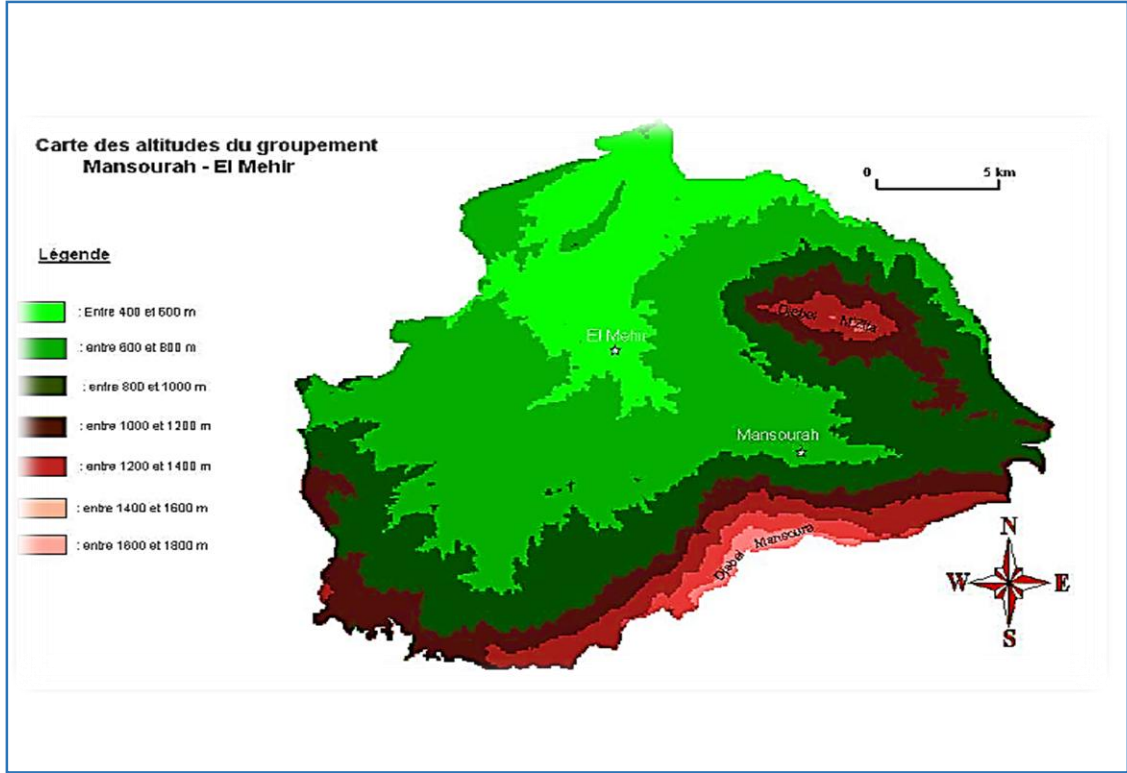 Carte des altitudes du groupement
Mansourah - El Mehir
0 5 km
Légende
: Entre 400 et 600 m
: entre 600 et 800 m
: entre 800 et 1000 m
: entre 1000 et 1200 m
: entre 1200 et 1400 m
: entre 1400 et 1600 m
: entre 1600 et 1800 m
Djebel
El Mehir
Mansourah
Djebel Mansoura
N
W E
S